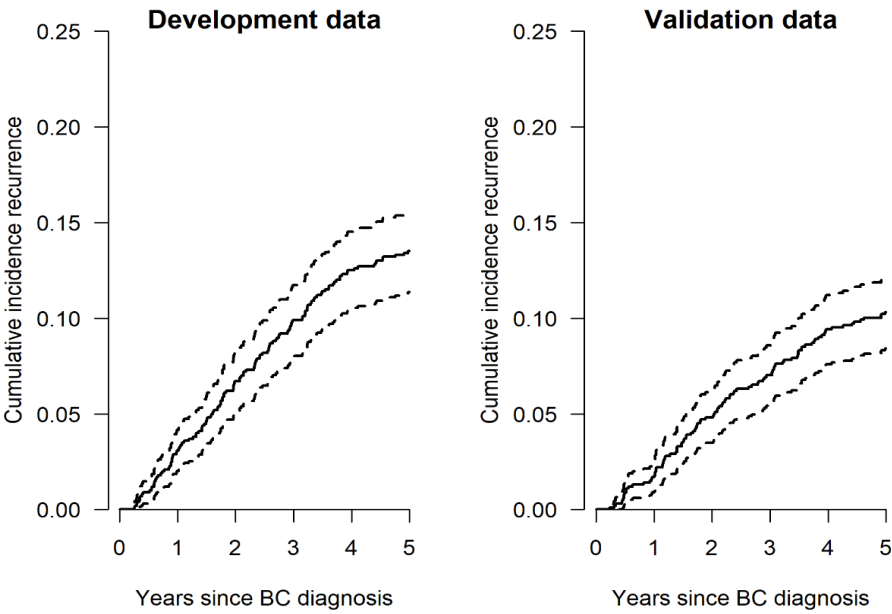 Development data
Cumulative incidence recurrence
0.25
0.20
0.15
0.10
0.05
0.00
0 1 2 3 4 5
Years since BC diagnosis
Validation data
Cumulative incidence recurrence
0.25
0.20
0.15
0.10
0.05
0.00
0 1 2 3 4 5
Years since BC diagnosis